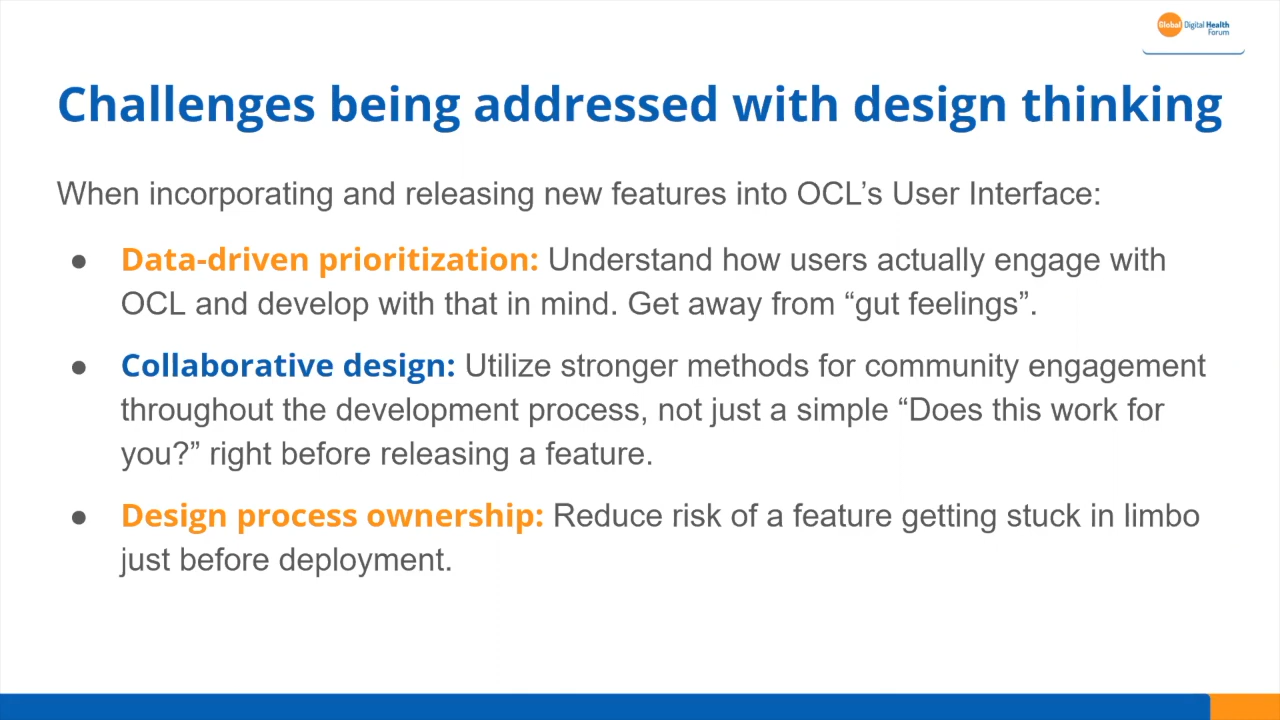 Global Digital Health
Forum
Challenges being addressed with design thinking
When incorporating and releasing new features into OCL’s User Interface:
● Data-driven prioritization: Understand how users actually engage with
OCL and develop with that in mind. Get away from “gut feelings”.
● Collaborative design: Utilize stronger methods for community engagement
throughout the development process, not just a simple “Does this work for
you?” right before releasing a feature.
● Design process ownership: Reduce risk of a feature getting stuck in limbo
just before deployment.